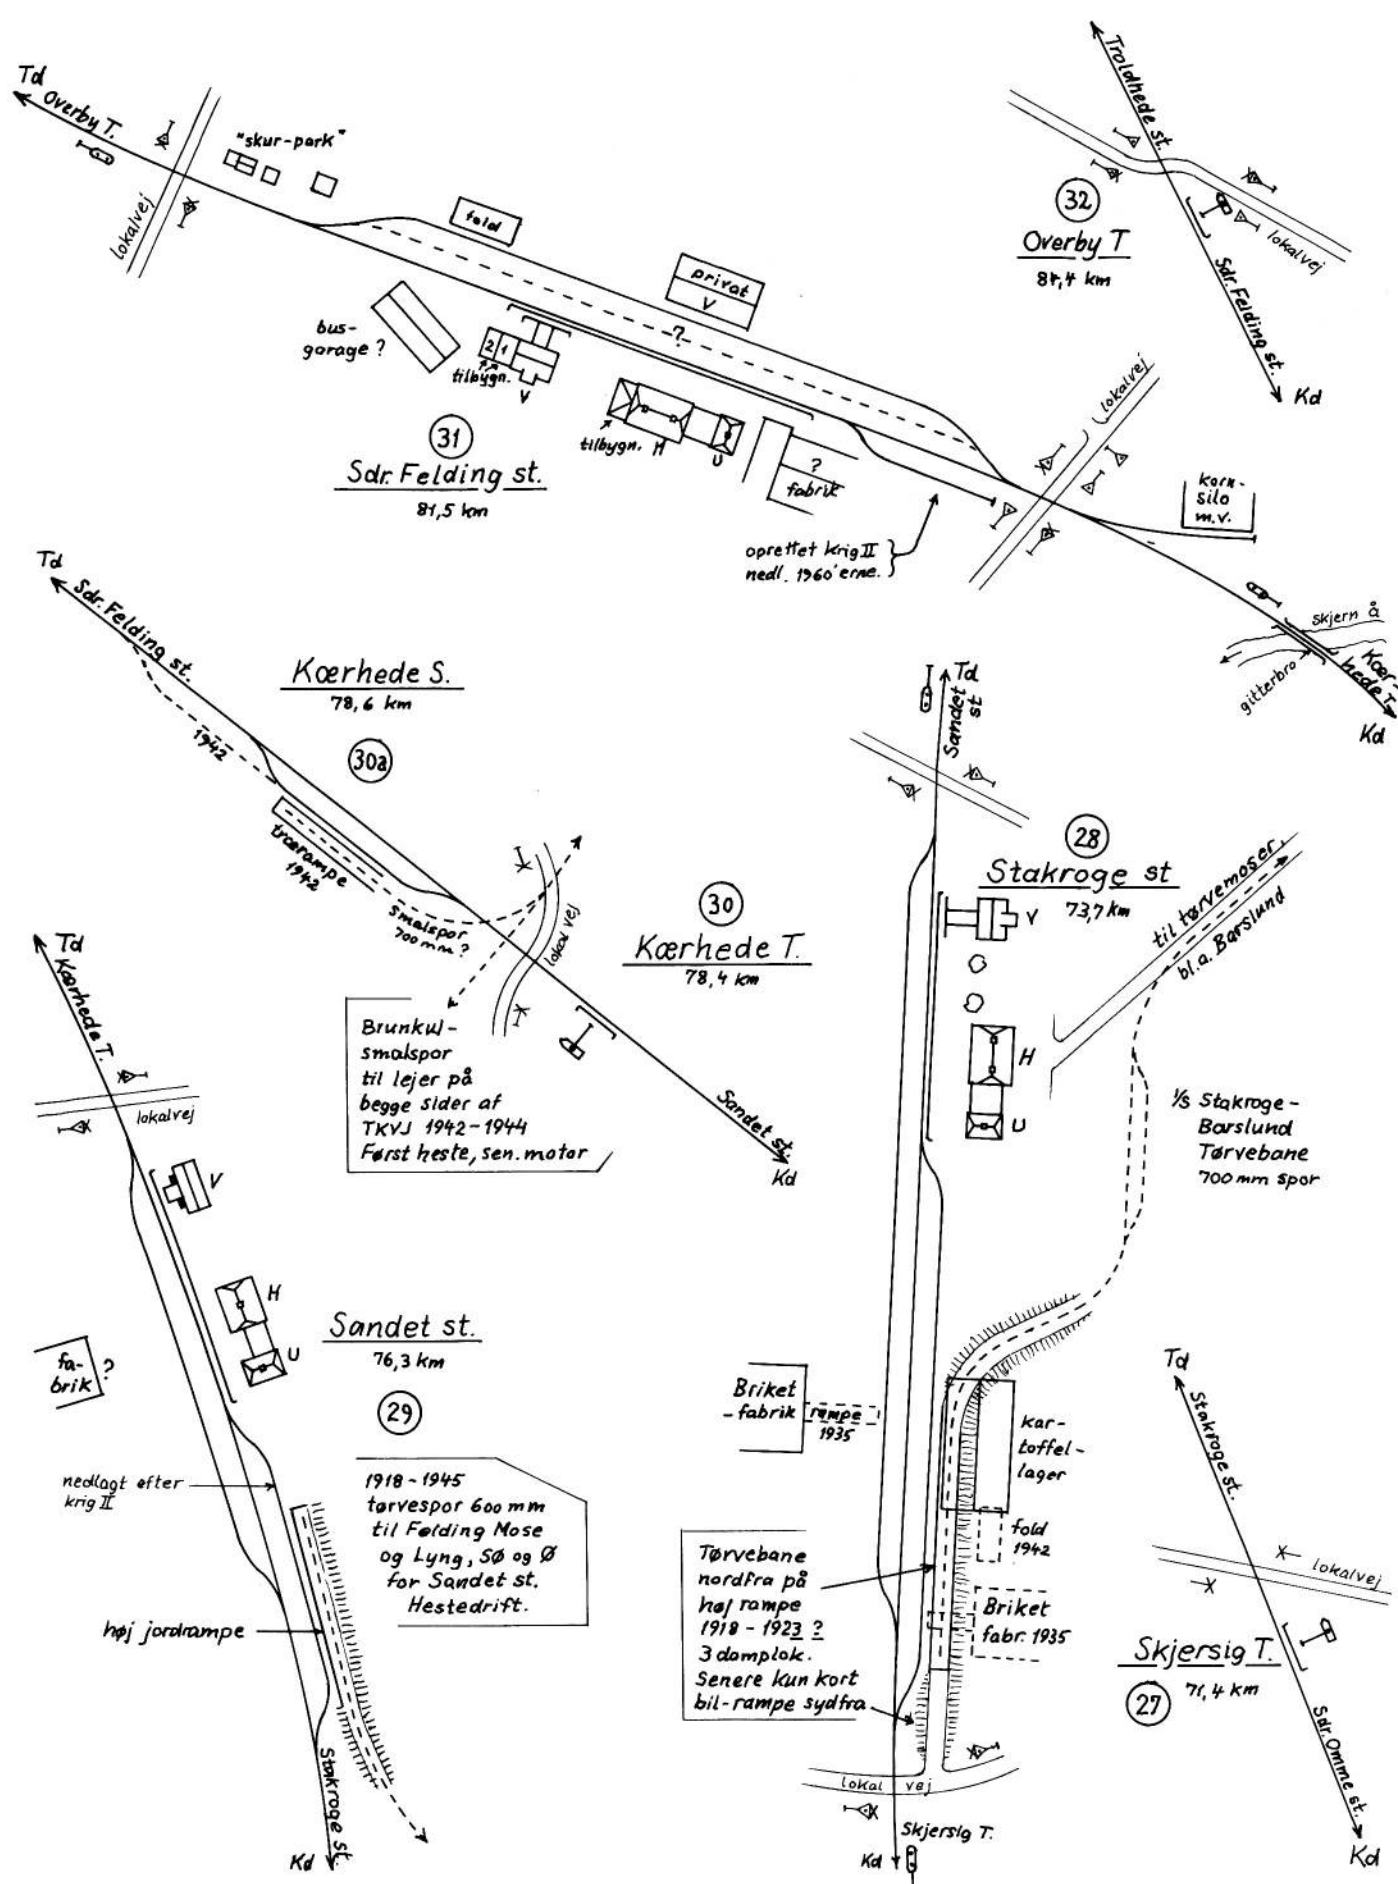 Td
Overby T.
lokalvej
"skur-park"
fold
privat
V
?
bus-
garage ?
2 1
tilbygn.
V
tilbygn.
H
U
?
fabrik
31
Sdr. Felding st.
81,5 km
oprettet krig II
nedl. 1960'erne.
lokalvej
korn-
silo
m.v.
skjern å
gitterbro
Kær-
hede T.
Kd
Troldhede st.
32
Overby T
lokalvej
Sdr. Felding st.
Kd
Td
Sdr. Felding st.
Kærhede S.
78,6 km
30a
1942
trærampe
1942
smalspor
700 mm ?
lokal vej
30
Kærhede T.
78,4 km
Brunkul-
smalspor
til lejer på
begge sider af
TKVJ 1942-1944
Først heste, sen. motor
Sandet st.
Kd
Td
Sandet
st
28
Stakroge st
73,7 km
V
H
U
til tørvemoser,
bl.a. Barslund
I/S Stakroge-
Barslund
Tørvebane
700 mm spor
Briket
-fabrik
rampe
1935
kar-
toffel-
lager
fold
1942
Briket
fabr. 1935
Tørvebane
nordfra på
høj rampe
1918-1923 ?
3 damplok.
Senere kun kort
bil-rampe sydfra
lokal vej
Skjersig T.
Kd
Td
Kærhede T.
lokalvej
V
H
U
Sandet st.
76,3 km
29
fa-
brik
?
nedlagt efter
krig II
1918-1945
tørvespor 600 mm
til Felding Mose
og Lyng, SØ og Ø
for Sandet st.
Hestedrift.
høj jordrampe
Stakroge st.
Kd
Td
Stakroge st.
lokalvej
Skjersig T.
27
71,4 km
Sdr. Omme st.
Kd